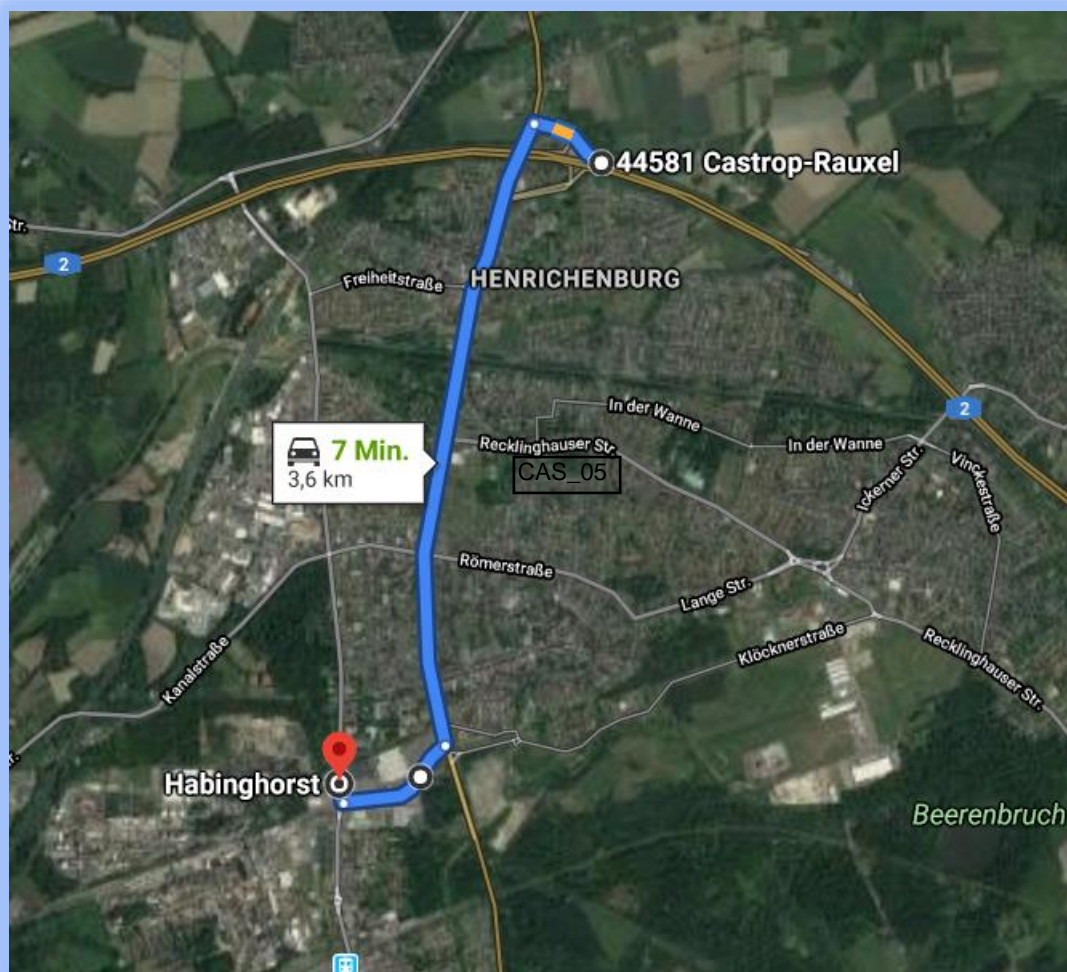 44581 Castrop-Rauxel
Str.
2
HENRICHENBURG
Freiheitstraße
In der Wanne
2
7 Min.
3,6 km
Recklinghauser Str.
In der Wanne
CAS_05
Ickerner Str.
Vinckestraße
Römerstraße
Lange Str.
Klöcknerstraße
Recklinghauser Str.
Kanalstraße
r.
Habinghorst
Beerenbruch